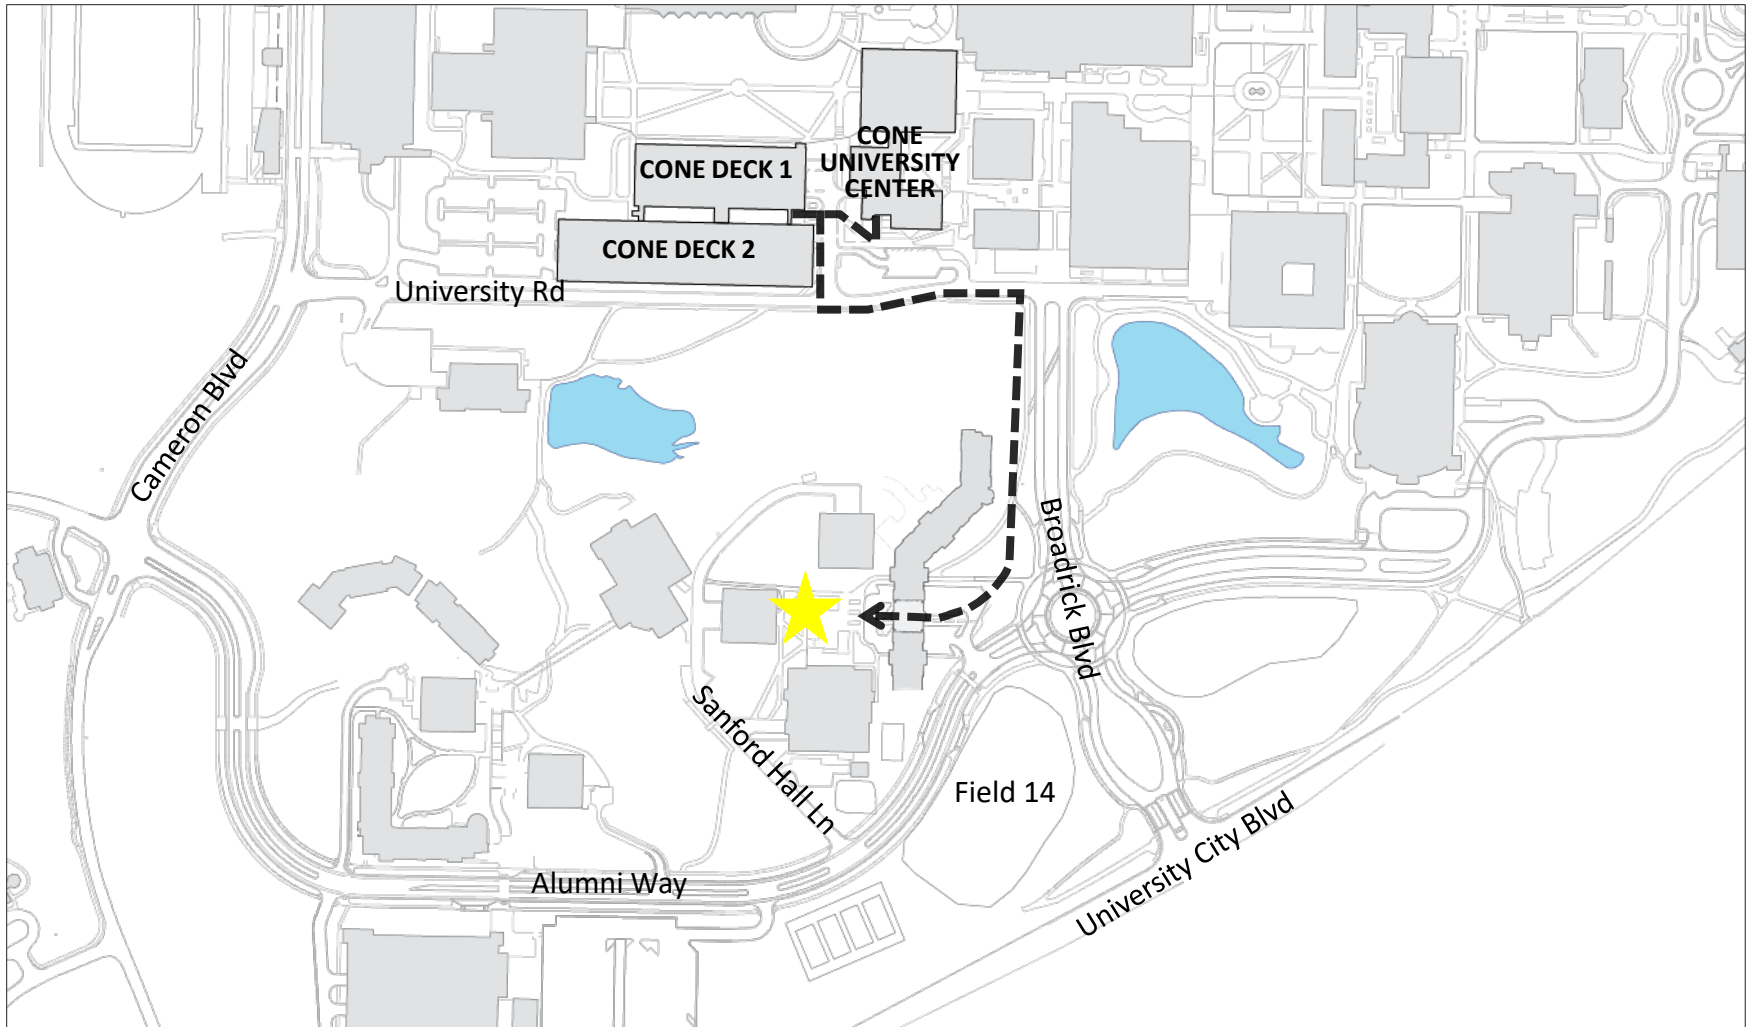 CONE
UNIVERSITY
CENTER
CONE DECK 1
CONE DECK 2
University Rd
Cameron Blvd
Broadrick Blvd
Sanford Hall Ln
Field 14
University City Blvd
Alumni Way